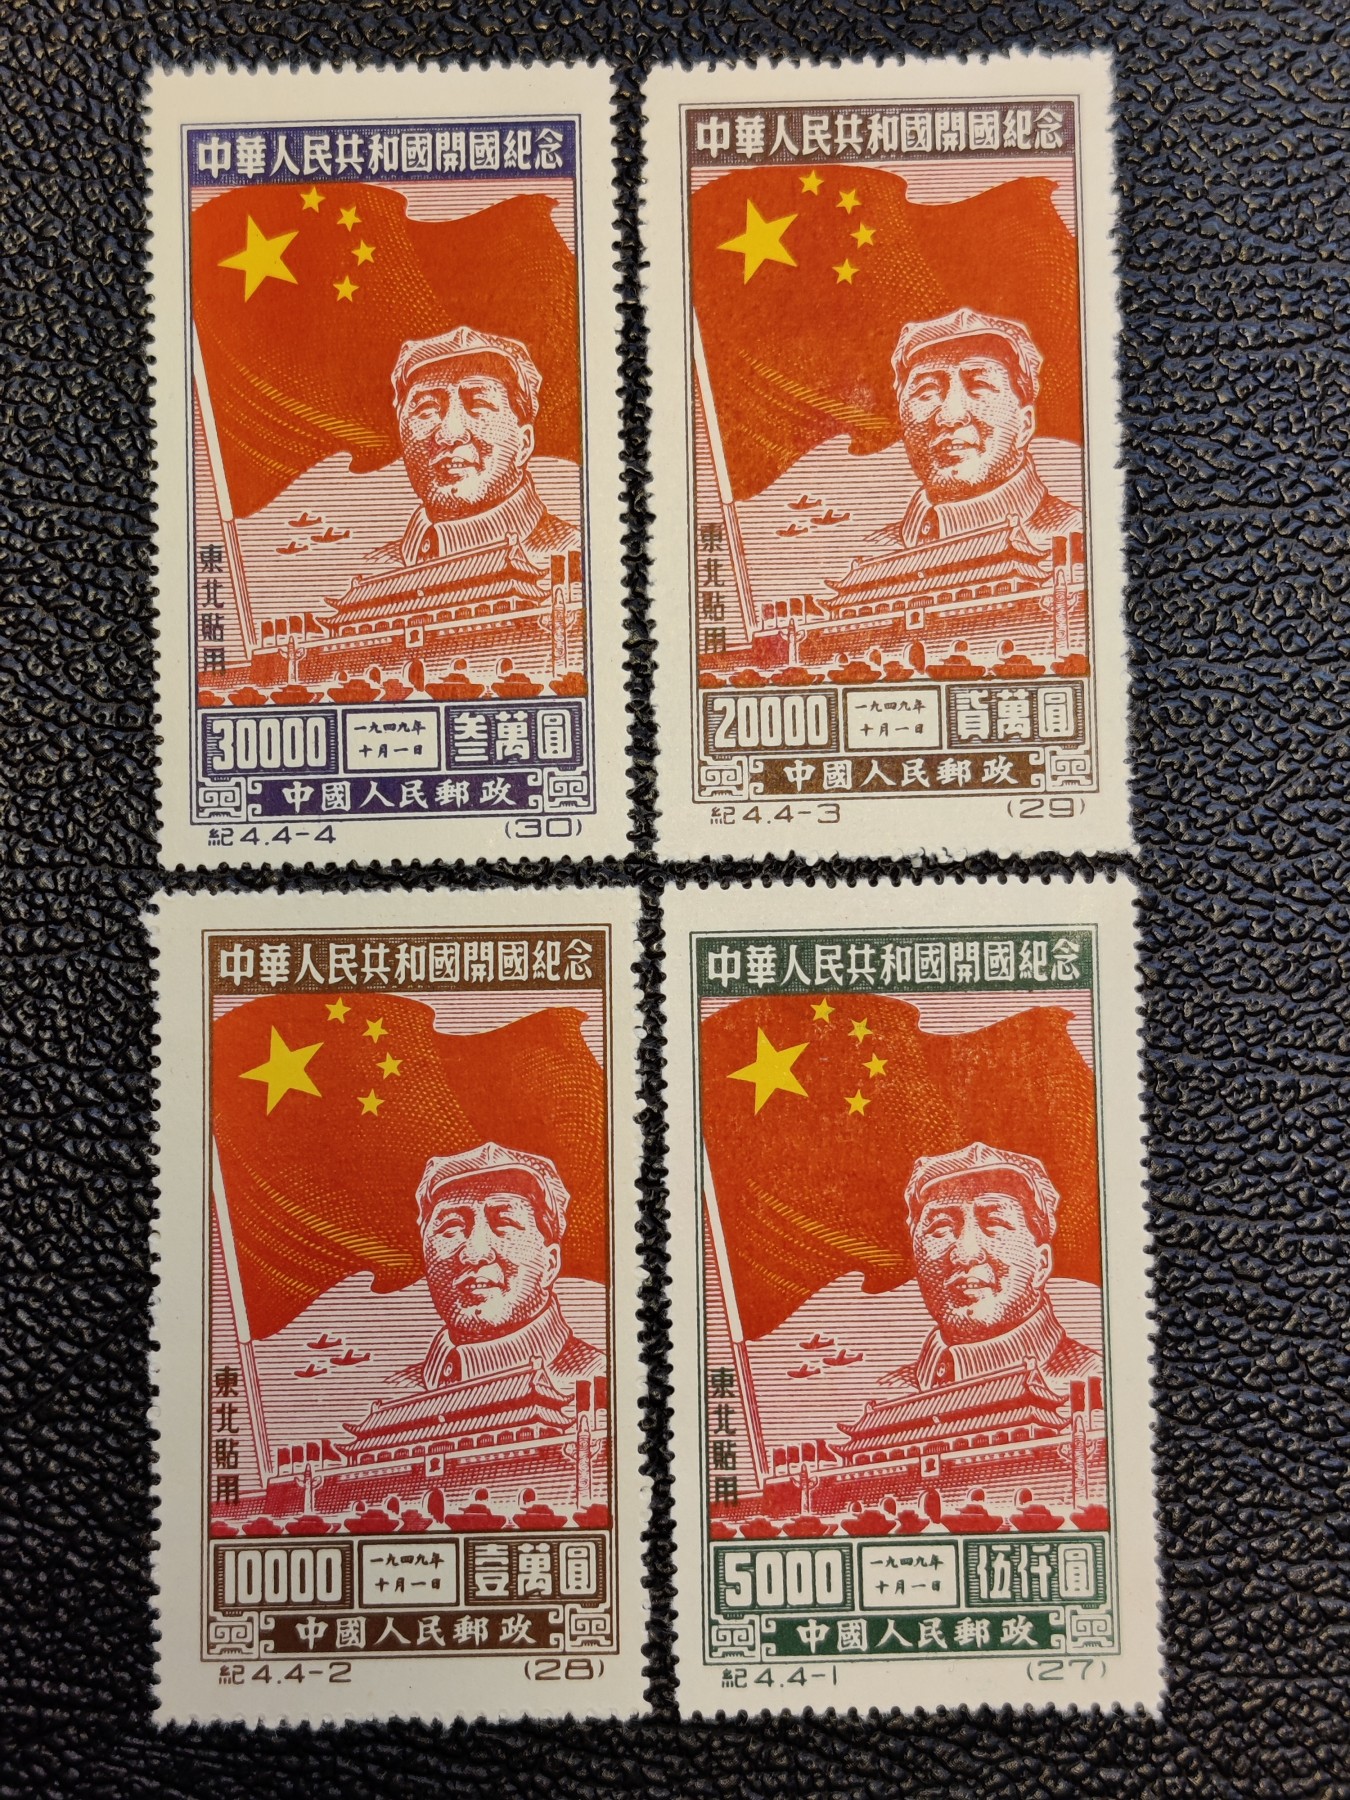 中華人民共和國開國紀念
東北貼用
30000
一九四九年
十月一日
叁萬圓
中國人民郵政
紀4.4-4
(30)
中華人民共和國開國紀念
東北貼用
20000
一九四九年
十月一日
貳萬圓
中國人民郵政
紀4.4-3
(29)
中華人民共和國開國紀念
東北貼用
10000
一九四九年
十月一日
壹萬圓
中國人民郵政
紀4.4-2
(28)
中華人民共和國開國紀念
東北貼用
5000
一九四九年
十月一日
伍仟圓
中國人民郵政
紀4.4-1
(27)